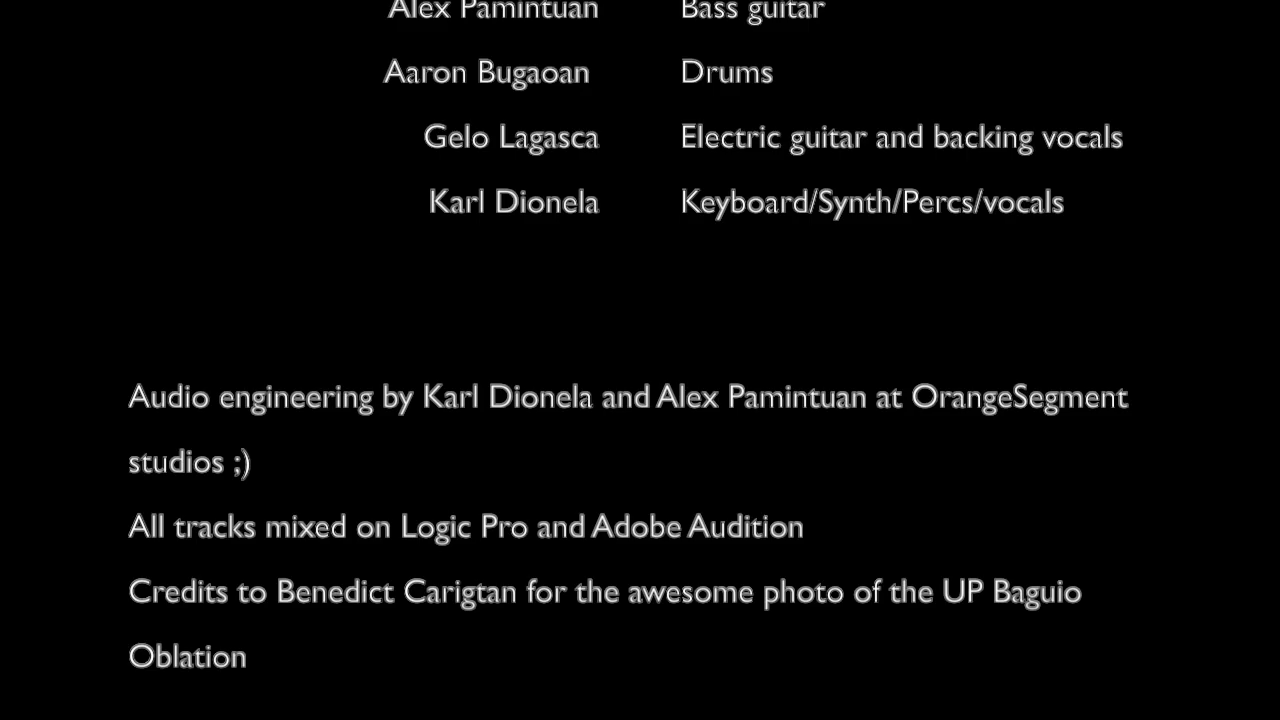 Alex Pamintuan Bass guitar
Aaron Bugaoan Drums
Gelo Lagasca Electric guitar and backing vocals
Karl Dionela Keyboard/Synth/Percs/vocals
Audio engineering by Karl Dionela and Alex Pamintuan at OrangeSegment
studios ;)
All tracks mixed on Logic Pro and Adobe Audition
Credits to Benedict Carigtan for the awesome photo of the UP Baguio
Oblation